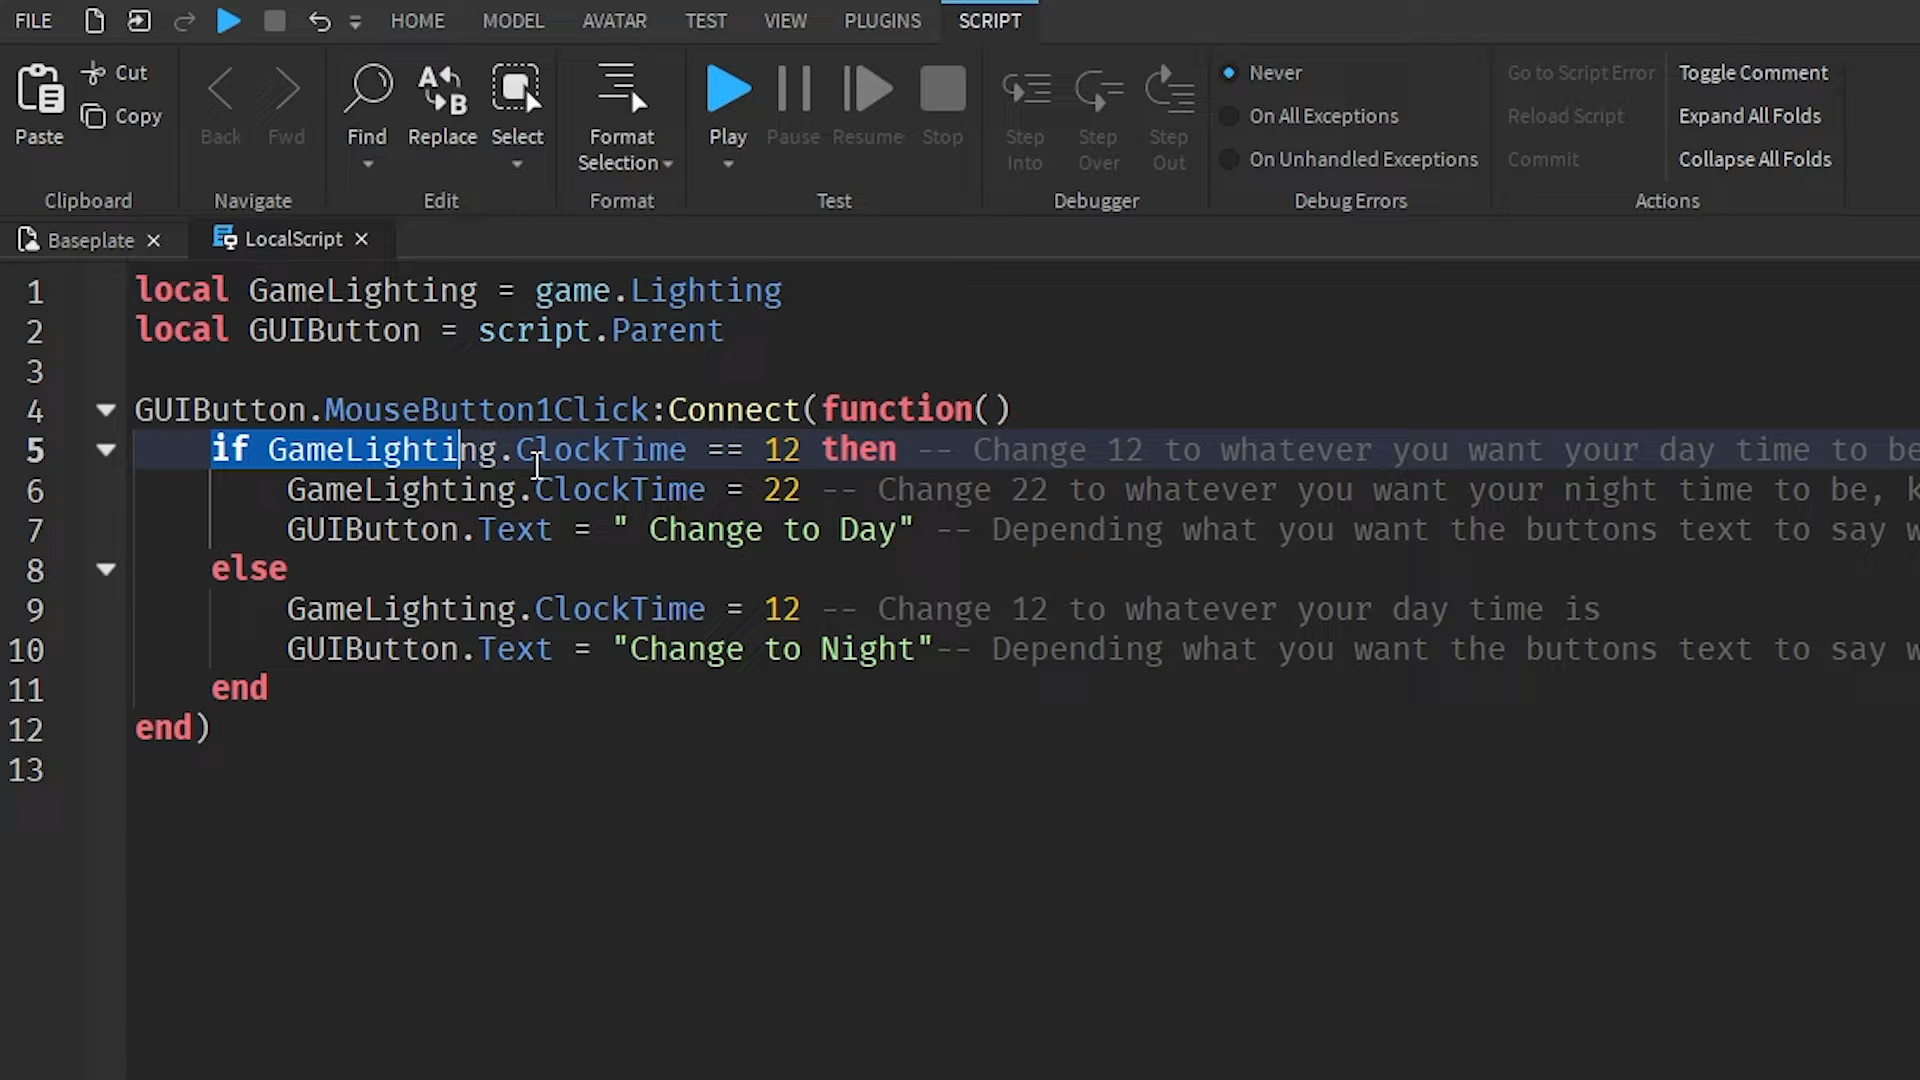 FILE HOME MODEL AVATAR TEST VIEW PLUGINS SCRIPT
Paste Cut Copy
Back Fwd
Find Replace Select
Format Selection
Play Pause Resume Stop
Step Into Step Over Step Out
Never
On All Exceptions
On Unhandled Exceptions
Go to Script Error
Reload Script
Commit
Toggle Comment
Expand All Folds
Collapse All Folds
Clipboard Navigate Edit Format Test Debugger Debug Errors Actions
Baseplate LocalScript
1 local GameLighting = game.Lighting
2 local GUIButton = script.Parent
3
4 GUIButton.MouseButton1Click:Connect(function()
5 if GameLighting.ClockTime == 12 then -- Change 12 to whatever you want your day time to be
6 GameLighting.ClockTime = 22 -- Change 22 to whatever you want your night time to be, k
7 GUIButton.Text = " Change to Day" -- Depending what you want the buttons text to say w
8 else
9 GameLighting.ClockTime = 12 -- Change 12 to whatever your day time is
10 GUIButton.Text = "Change to Night"-- Depending what you want the buttons text to say w
11 end
12 end)
13